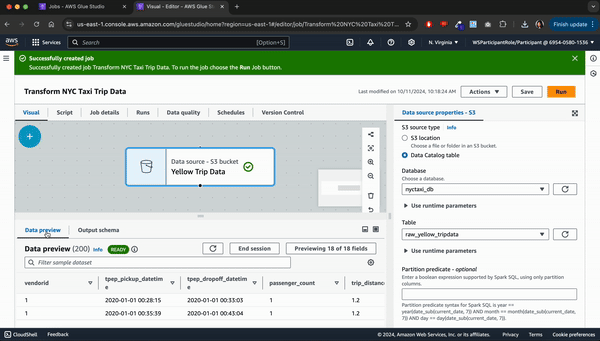 Jobs - AWS Glue Studio
Visual - Editor - AWS Glue Stu
us-east-1.console.aws.amazon.com/gluestudio/home?region=us-east-1#/editor/job/Transform%20NYC%20Taxi%20T...
Finish update
aws
Services
Search
[Option+S]
N. Virginia
WSParticipantRole/Participant @ 6954-0580-1536
Successfully created job
Successfully created job Transform NYC Taxi Trip Data. To run the job choose the Run Job button.
Transform NYC Taxi Trip Data
Last modified on 10/11/2024, 10:18:24 AM
Actions
Save
Run
Visual
Script
Job details
Runs
Data quality
Schedules
Version Control
Data source - S3 bucket
Yellow Trip Data
Data preview
Output schema
Data preview (200)
Info
READY
End session
Previewing 18 of 18 fields
Filter sample dataset
vendorid
tpep_pickup_datetim
e
tpep_dropoff_datetim
e
passenger_count
trip_distanc
1
2020-01-01 00:28:15
2020-01-01 00:33:03
1
1.2
1
2020-01-01 00:35:39
2020-01-01 00:43:04
1
1.2
Data source properties - S3
S3 source type
Info
S3 location
Choose a file or folder in an S3 bucket.
Data Catalog table
Database
Choose a database.
nyctaxi_db
Use runtime parameters
Table
raw_yellow_tripdata
Use runtime parameters
Partition predicate - optional
Enter a boolean expression supported by Spark SQL, using only partition columns.
Partition predicate syntax for Spark SQL is year ==
year(date_sub(current_date, 7)) AND month == month(date_sub(current_date,
7)) AND day == day(date_sub(current_date, 7)).
CloudShell
Feedback
© 2024, Amazon Web Services, Inc. or its affiliates.
Privacy
Terms
Cookie preferences